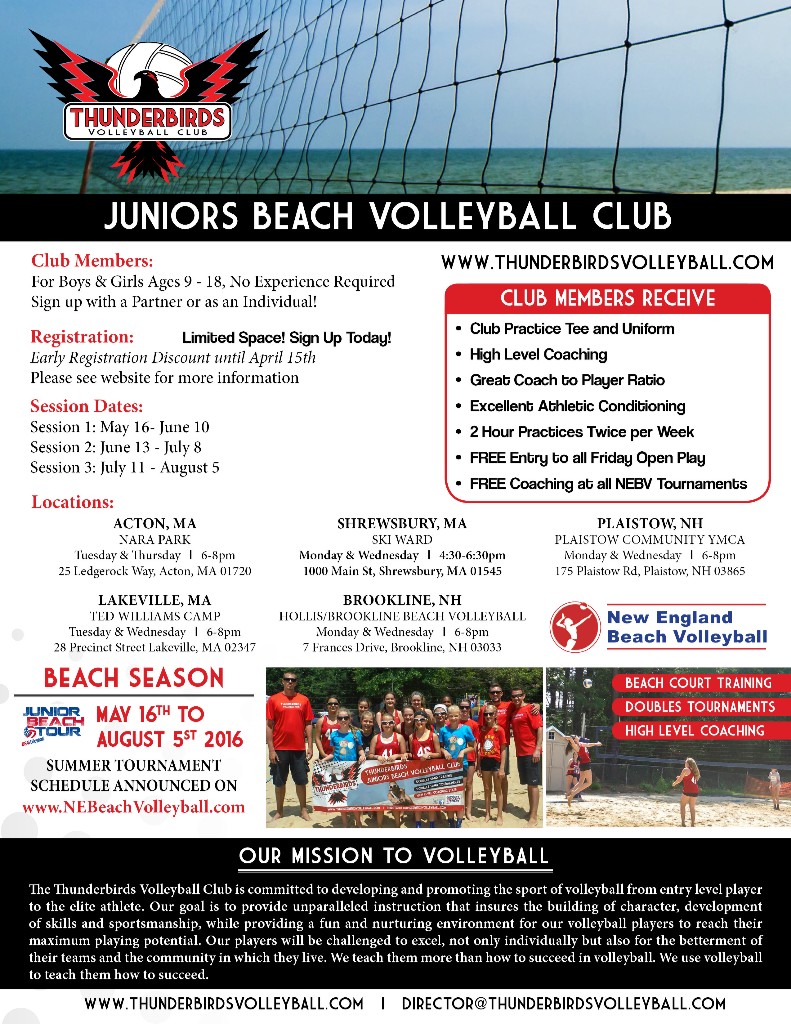 THUNDERBIRDS
VOLLEYBALL CLUB
JUNIORS BEACH VOLLEYBALL CLUB
Club Members:
For Boys & Girls Ages 9 - 18, No Experience Required
Sign up with a Partner or as an Individual!
Registration: Limited Space! Sign Up Today!
Early Registration Discount until April 15th
Please see website for more information
Session Dates:
Session 1: May 16- June 10
Session 2: June 13 - July 8
Session 3: July 11 - August 5
WWW.THUNDERBIRDSVOLLEYBALL.COM
CLUB MEMBERS RECEIVE
• Club Practice Tee and Uniform
• High Level Coaching
• Great Coach to Player Ratio
• Excellent Athletic Conditioning
• 2 Hour Practices Twice per Week
• FREE Entry to all Friday Open Play
• FREE Coaching at all NEBV Tournaments
Locations:
ACTON, MA
NARA PARK
Tuesday & Thursday | 6-8pm
25 Ledgerock Way, Acton, MA 01720
SHREWSBURY, MA
SKI WARD
Monday & Wednesday | 4:30-6:30pm
1000 Main St, Shrewsbury, MA 01545
PLAISTOW, NH
PLAISTOW COMMUNITY YMCA
Monday & Wednesday | 6-8pm
175 Plaistow Rd, Plaistow, NH 03865
LAKEVILLE, MA
TED WILLIAMS CAMP
Tuesday & Wednesday | 6-8pm
28 Precinct Street Lakeville, MA 02347
BROOKLINE, NH
HOLLIS/BROOKLINE BEACH VOLLEYBALL
Monday & Wednesday | 6-8pm
7 Frances Drive, Brookline, NH 03033
New England
Beach Volleyball
BEACH SEASON
JUNIOR
BEACH
TOUR
MAY 16TH TO
AUGUST 5ST 2016
SUMMER TOURNAMENT
SCHEDULE ANNOUNCED ON
www.NEBeachVolleyball.com
41
46
THUNDERBIRDS
JUNIORS BEACH VOLLEYBALL CLUB
THUNDERBIRDS
BEACH COURT TRAINING
DOUBLES TOURNAMENTS
HIGH LEVEL COACHING
OUR MISSION TO VOLLEYBALL
The Thunderbirds Volleyball Club is committed to developing and promoting the sport of volleyball from entry level player
to the elite athlete. Our goal is to provide unparalleled instruction that insures the building of character, development
of skills and sportsmanship, while providing a fun and nurturing environment for our volleyball players to reach their
maximum playing potential. Our players will be challenged to excel, not only individually but also for the betterment of
their teams and the community in which they live. We teach them more than how to succeed in volleyball. We use volleyball
to teach them how to succeed.
WWW.THUNDERBIRDSVOLLEYBALL.COM | DIRECTOR@THUNDERBIRDSVOLLEYBALL.COM